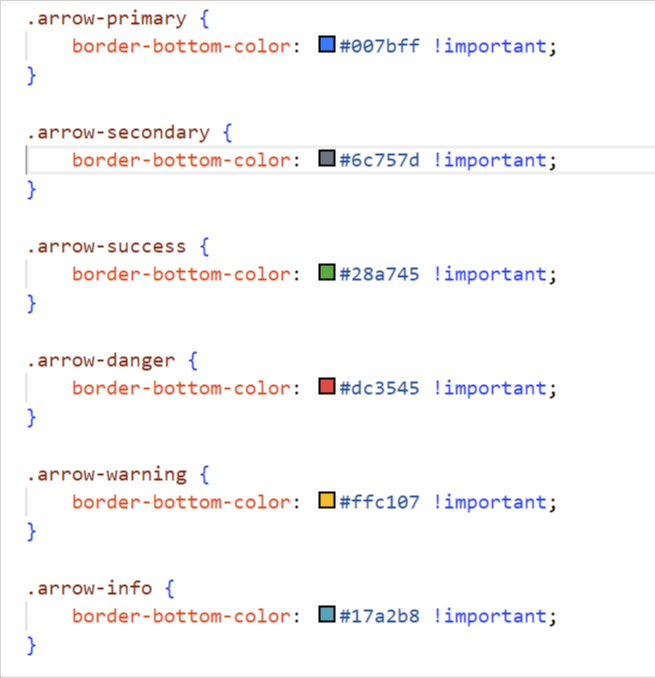 .arrow-primary {
border-bottom-color: #007bff !important;
}
.arrow-secondary {
border-bottom-color: #6c757d !important;
}
.arrow-success {
border-bottom-color: #28a745 !important;
}
.arrow-danger {
border-bottom-color: #dc3545 !important;
}
.arrow-warning {
border-bottom-color: #ffc107 !important;
}
.arrow-info {
border-bottom-color: #17a2b8 !important;
}